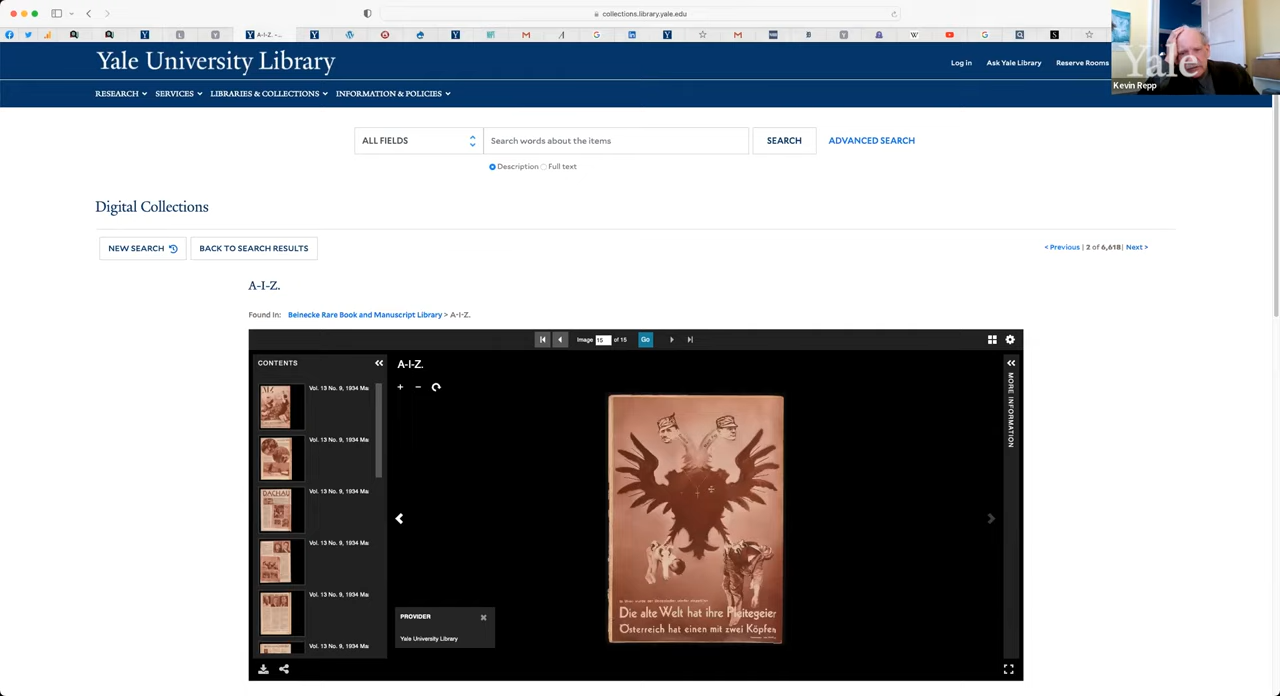 collections.library.yale.edu
A-I-Z. -...
Yale University Library
Log in
Ask Yale Library
Reserve Rooms
Yale
Kevin Repp
RESEARCH
SERVICES
LIBRARIES & COLLECTIONS
INFORMATION & POLICIES
ALL FIELDS
Search words about the items
SEARCH
ADVANCED SEARCH
Description
Full text
Digital Collections
NEW SEARCH
BACK TO SEARCH RESULTS
< Previous | 2 of 6,618 | Next >
A-I-Z.
Found In: Beinecke Rare Book and Manuscript Library > A-I-Z.
Image 15 of 15 Go
CONTENTS
A-I-Z.
MORE INFORMATION
Vol. 13 No. 9, 1934 Ma
Vol. 13 No. 9, 1934 Ma
DACHAU
Vol. 13 No. 9, 1934 Ma
Vol. 13 No. 9, 1934 Ma
Vol. 13 No. 9, 1934 Ma
Vol. 13 No. 9, 1934 Ma
Die alte Welt hat ihre Pleitegeier
Österreich hat einen mit zwei Köpfen
PROVIDER
Yale University Library